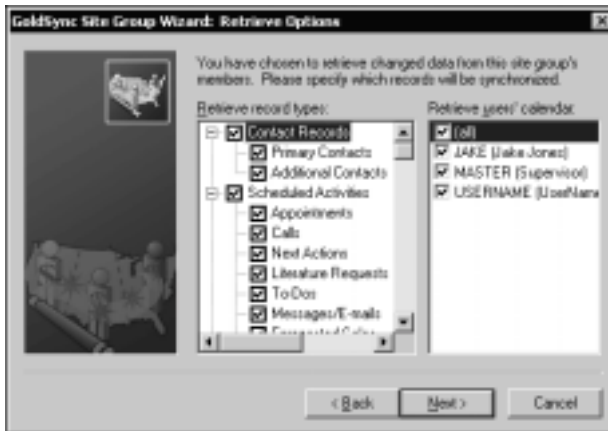 GoldSync Site Group Wizard: Retrieve Options
You have chosen to retrieve changed data from this site group's
members. Please specify which records will be synchronized.
Retrieve record types:
Contact Records
Primary Contacts
Additional Contacts
Scheduled Activities
Appointments
Calls
Next Actions
Literature Requests
To-Dos
Messages/E-mails
Retrieve users' calendar:
(all)
JAKE (Jake Jones)
MASTER (Supervisor)
USERNAME (UserName
< Back
Next >
Cancel